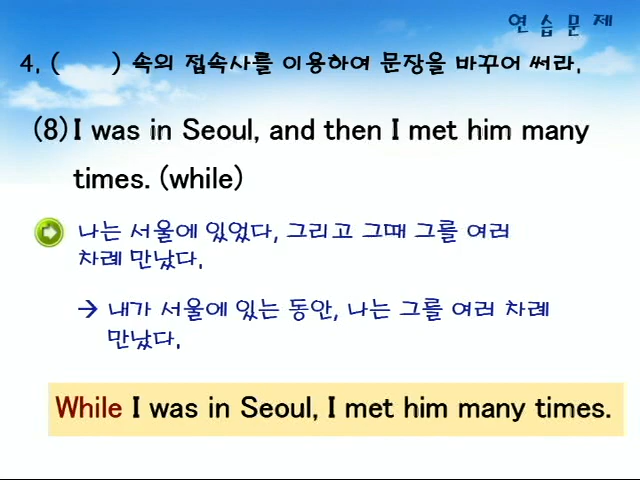 연 습 문 제
4. (      ) 속의 접속사를 이용하여 문장을 바꾸어 써라.
(8) I was in Seoul, and then I met him many
times. (while)
나는 서울에 있었다, 그리고 그때 그를 여러
차례 만났다.
→ 내가 서울에 있는 동안, 나는 그를 여러 차례
만났다.
While I was in Seoul, I met him many times.